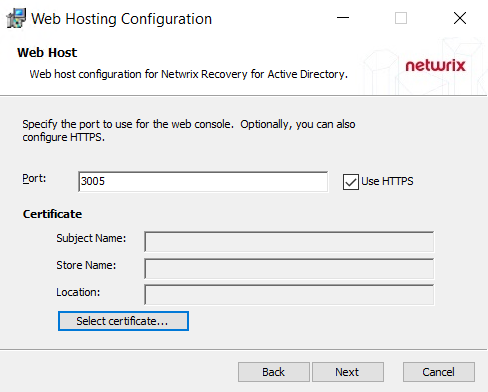 Web Hosting Configuration
Web Host
Web host configuration for Netwrix Recovery for Active Directory.
netwrix
Specify the port to use for the web console. Optionally, you can also
configure HTTPS.
Port: 3005 Use HTTPS
Certificate
Subject Name:
Store Name:
Location:
Select certificate...
Back Next Cancel